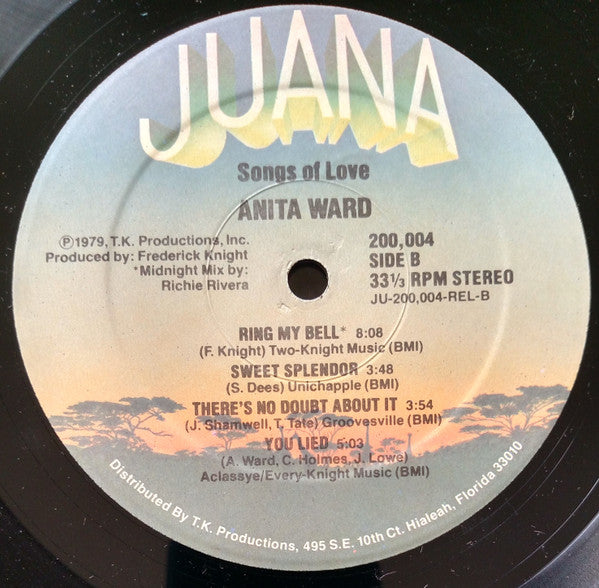 JUANA
Songs of Love
ANITA WARD
℗1979, T.K. Productions, Inc.
Produced by: Frederick Knight
*Midnight Mix by:
Richie Rivera
200,004
SIDE B
33⅓ RPM STEREO
JU-200,004-REL-B
RING MY BELL* 8:08
(F. Knight) Two-Knight Music (BMI)
SWEET SPLENDOR 3:48
(S. Dees) Unichapple (BMI)
THERE'S NO DOUBT ABOUT IT 3:54
(J. Shamwell, T. Tate) Groovesville (BMI)
YOU LIED 5:03
(A. Ward, C. Holmes, J. Lowe)
Aclassye/Every-Knight Music (BMI)
Distributed By T.K. Productions, 495 S.E. 10th Ct. Hialeah, Florida 33010